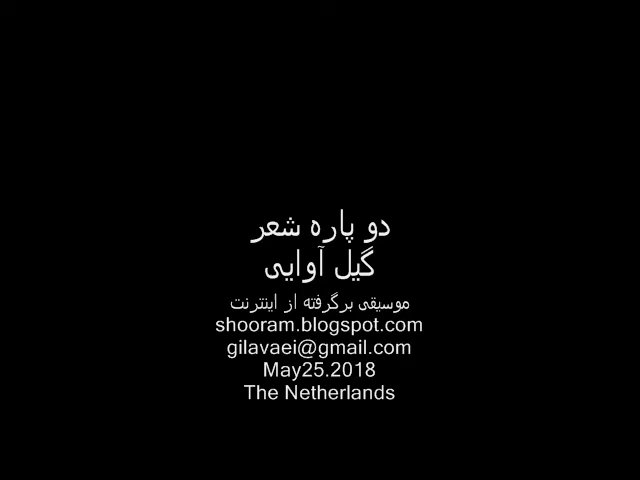 دو پاره شعر
گیل آوایی
موسیقی برگرفته از اینترنت
shooram.blogspot.com
gilavaei@gmail.com
May25.2018
The Netherlands